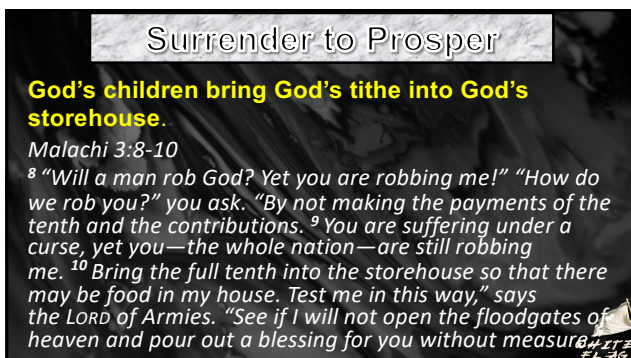 Surrender to Prosper
God’s children bring God’s tithe into God’s
storehouse.
Malachi 3:8-10
8 “Will a man rob God? Yet you are robbing me!” “How do
we rob you?” you ask. “By not making the payments of the
tenth and the contributions. 9 You are suffering under a
curse, yet you—the whole nation—are still robbing
me. 10 Bring the full tenth into the storehouse so that there
may be food in my house. Test me in this way,” says
the LORD of Armies. “See if I will not open the floodgates of
heaven and pour out a blessing for you without measure.
WHITE
FLAG